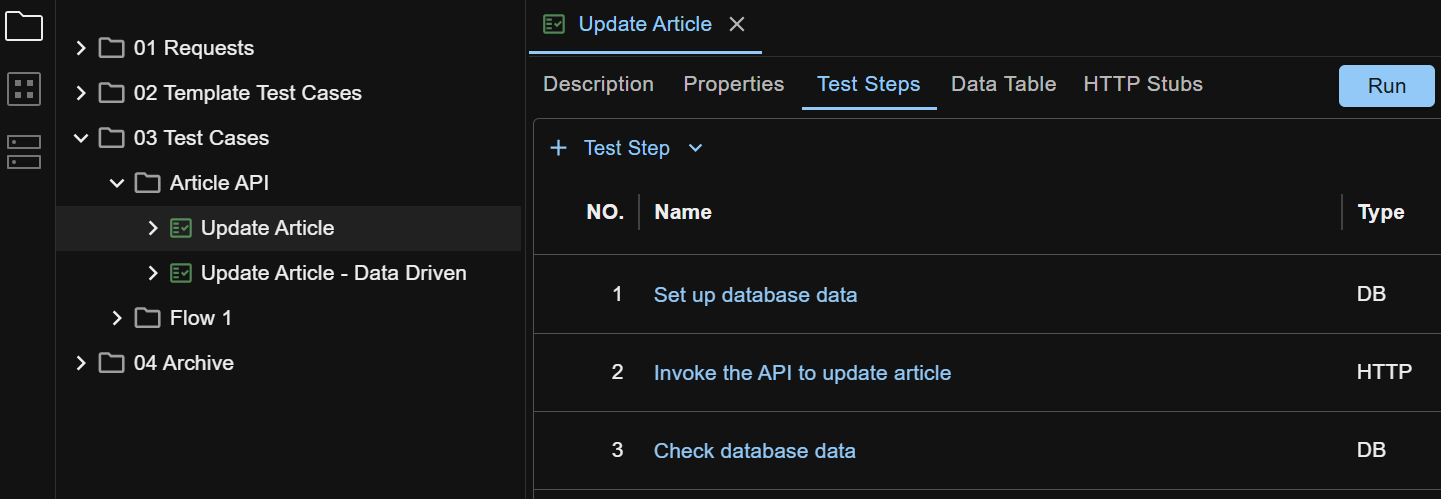 01 Requests
02 Template Test Cases
03 Test Cases
Article API
Update Article
Update Article - Data Driven
Flow 1
04 Archive
Update Article
Description Properties Test Steps Data Table HTTP Stubs Run
Test Step
NO. Name Type
1 Set up database data DB
2 Invoke the API to update article HTTP
3 Check database data DB